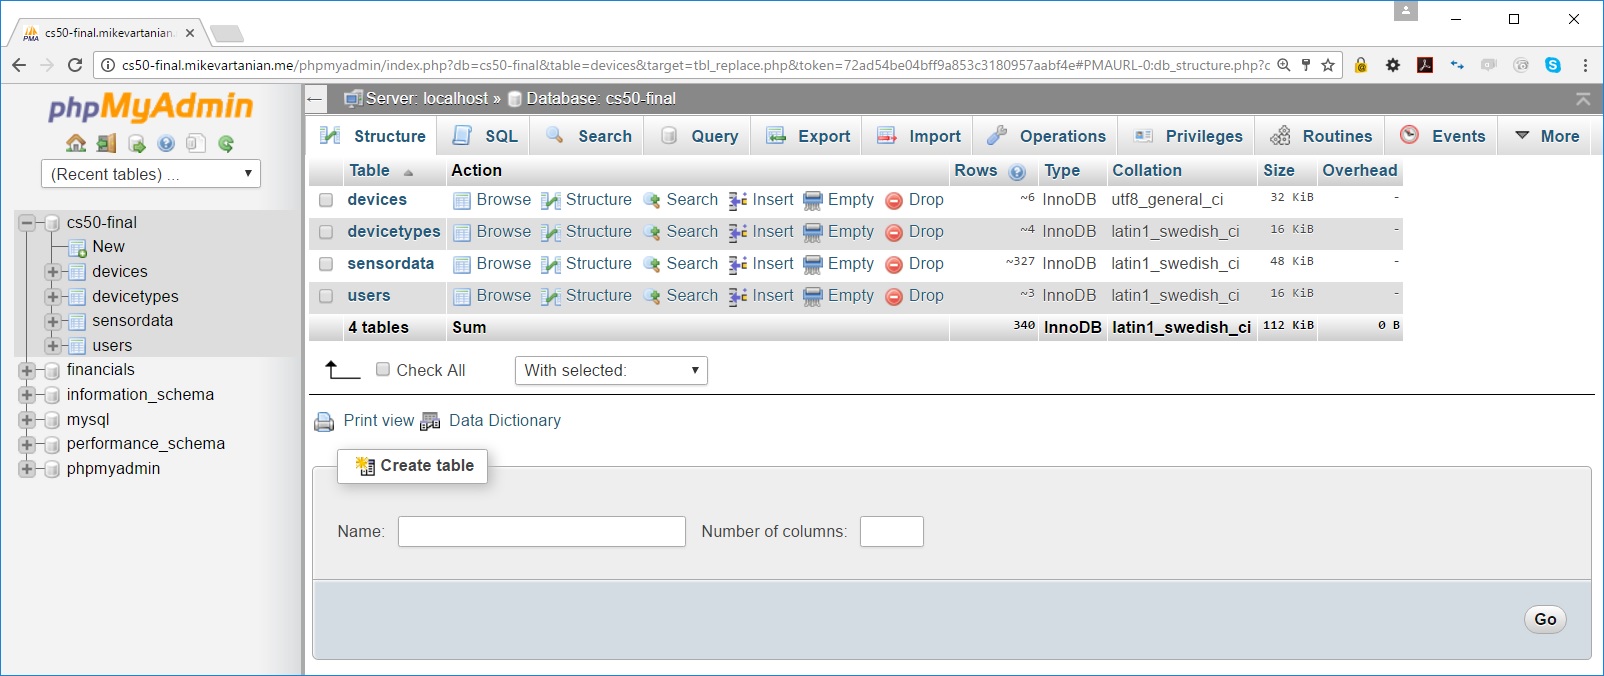 cs50-final.mikevartanian.
cs50-final.mikevartanian.me/phpmyadmin/index.php?db=cs50-final&table=devices&target=tbl_replace.php&token=72ad54be04bff9a853c3180957aabf4e#PMAURL-0:db_structure.php?c
phpMyAdmin
(Recent tables) ...
cs50-final
New
devices
devicetypes
sensordata
users
financials
information_schema
mysql
performance_schema
phpmyadmin
Server: localhost » Database: cs50-final
Structure SQL Search Query Export Import Operations Privileges Routines Events More
Table Action Rows Type Collation Size Overhead
devices Browse Structure Search Insert Empty Drop ~6 InnoDB utf8_general_ci 32 KiB -
devicetypes Browse Structure Search Insert Empty Drop ~4 InnoDB latin1_swedish_ci 16 KiB -
sensordata Browse Structure Search Insert Empty Drop ~327 InnoDB latin1_swedish_ci 48 KiB -
users Browse Structure Search Insert Empty Drop ~3 InnoDB latin1_swedish_ci 16 KiB -
4 tables Sum 340 InnoDB latin1_swedish_ci 112 KiB 0 B
Check All With selected:
Print view Data Dictionary
Create table
Name: Number of columns:
Go